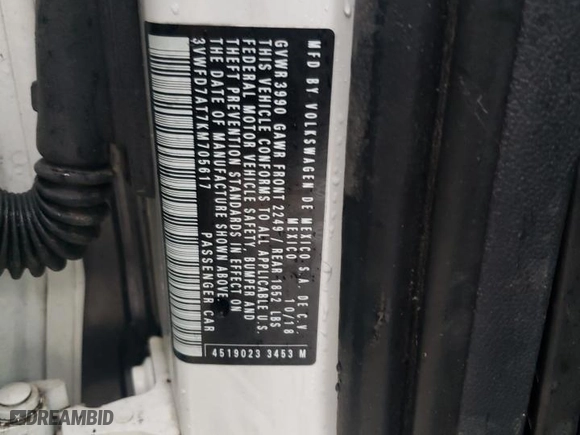 MFD BY VOLKSWAGEN DE MEXICO S.A. DE C.V.
MEXICO 10/18
GVWR 3990 GAWR FRONT 2249 / REAR 1852 LBS
THIS VEHICLE CONFORMS TO ALL APPLICABLE U.S.
FEDERAL MOTOR VEHICLE SAFETY, BUMPER AND
THEFT PREVENTION STANDARDS IN EFFECT ON
THE DATE OF MANUFACTURE SHOWN ABOVE
3VWFD7AT7KM705617 PASSENGER CAR
4519023 3453 M
DREAMBID